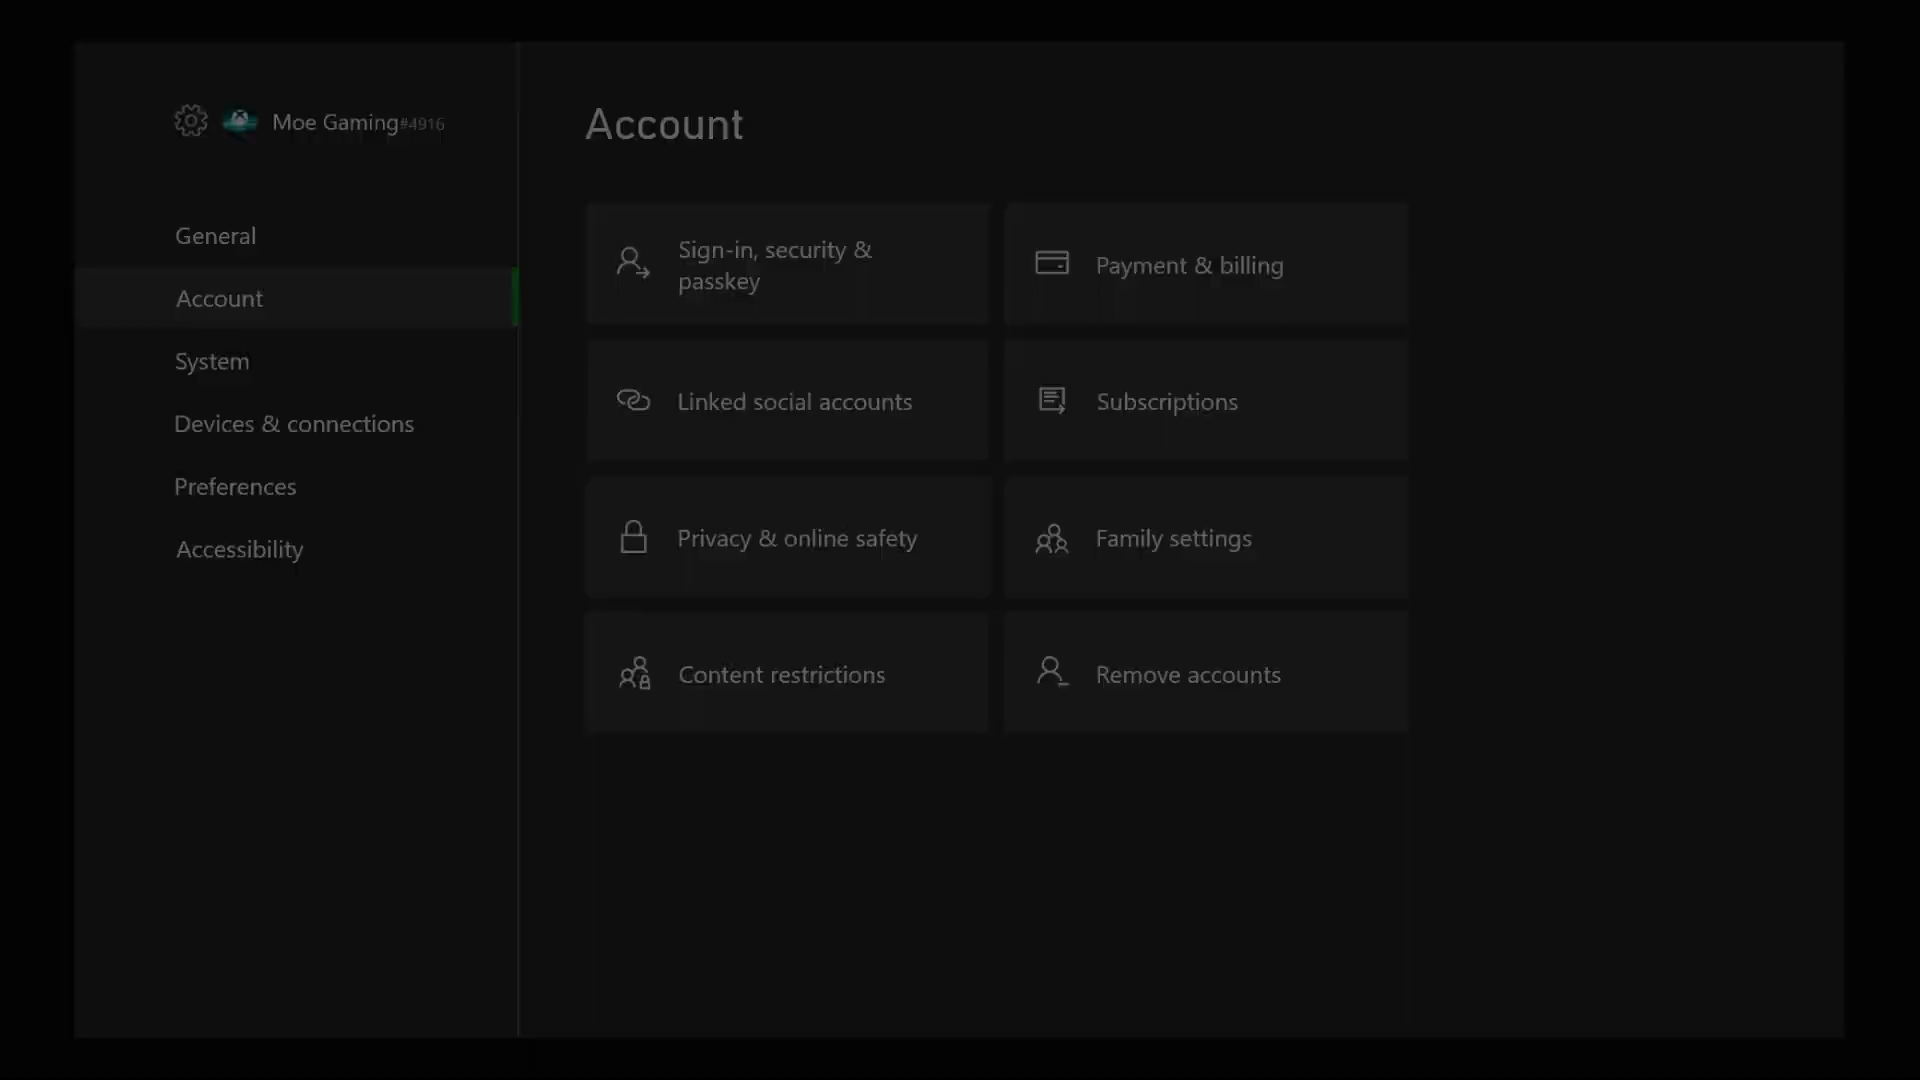 Moe Gaming#4916
General
Account
System
Devices & connections
Preferences
Accessibility
Account
Sign-in, security &
passkey
Payment & billing
Linked social accounts
Subscriptions
Privacy & online safety
Family settings
Content restrictions
Remove accounts